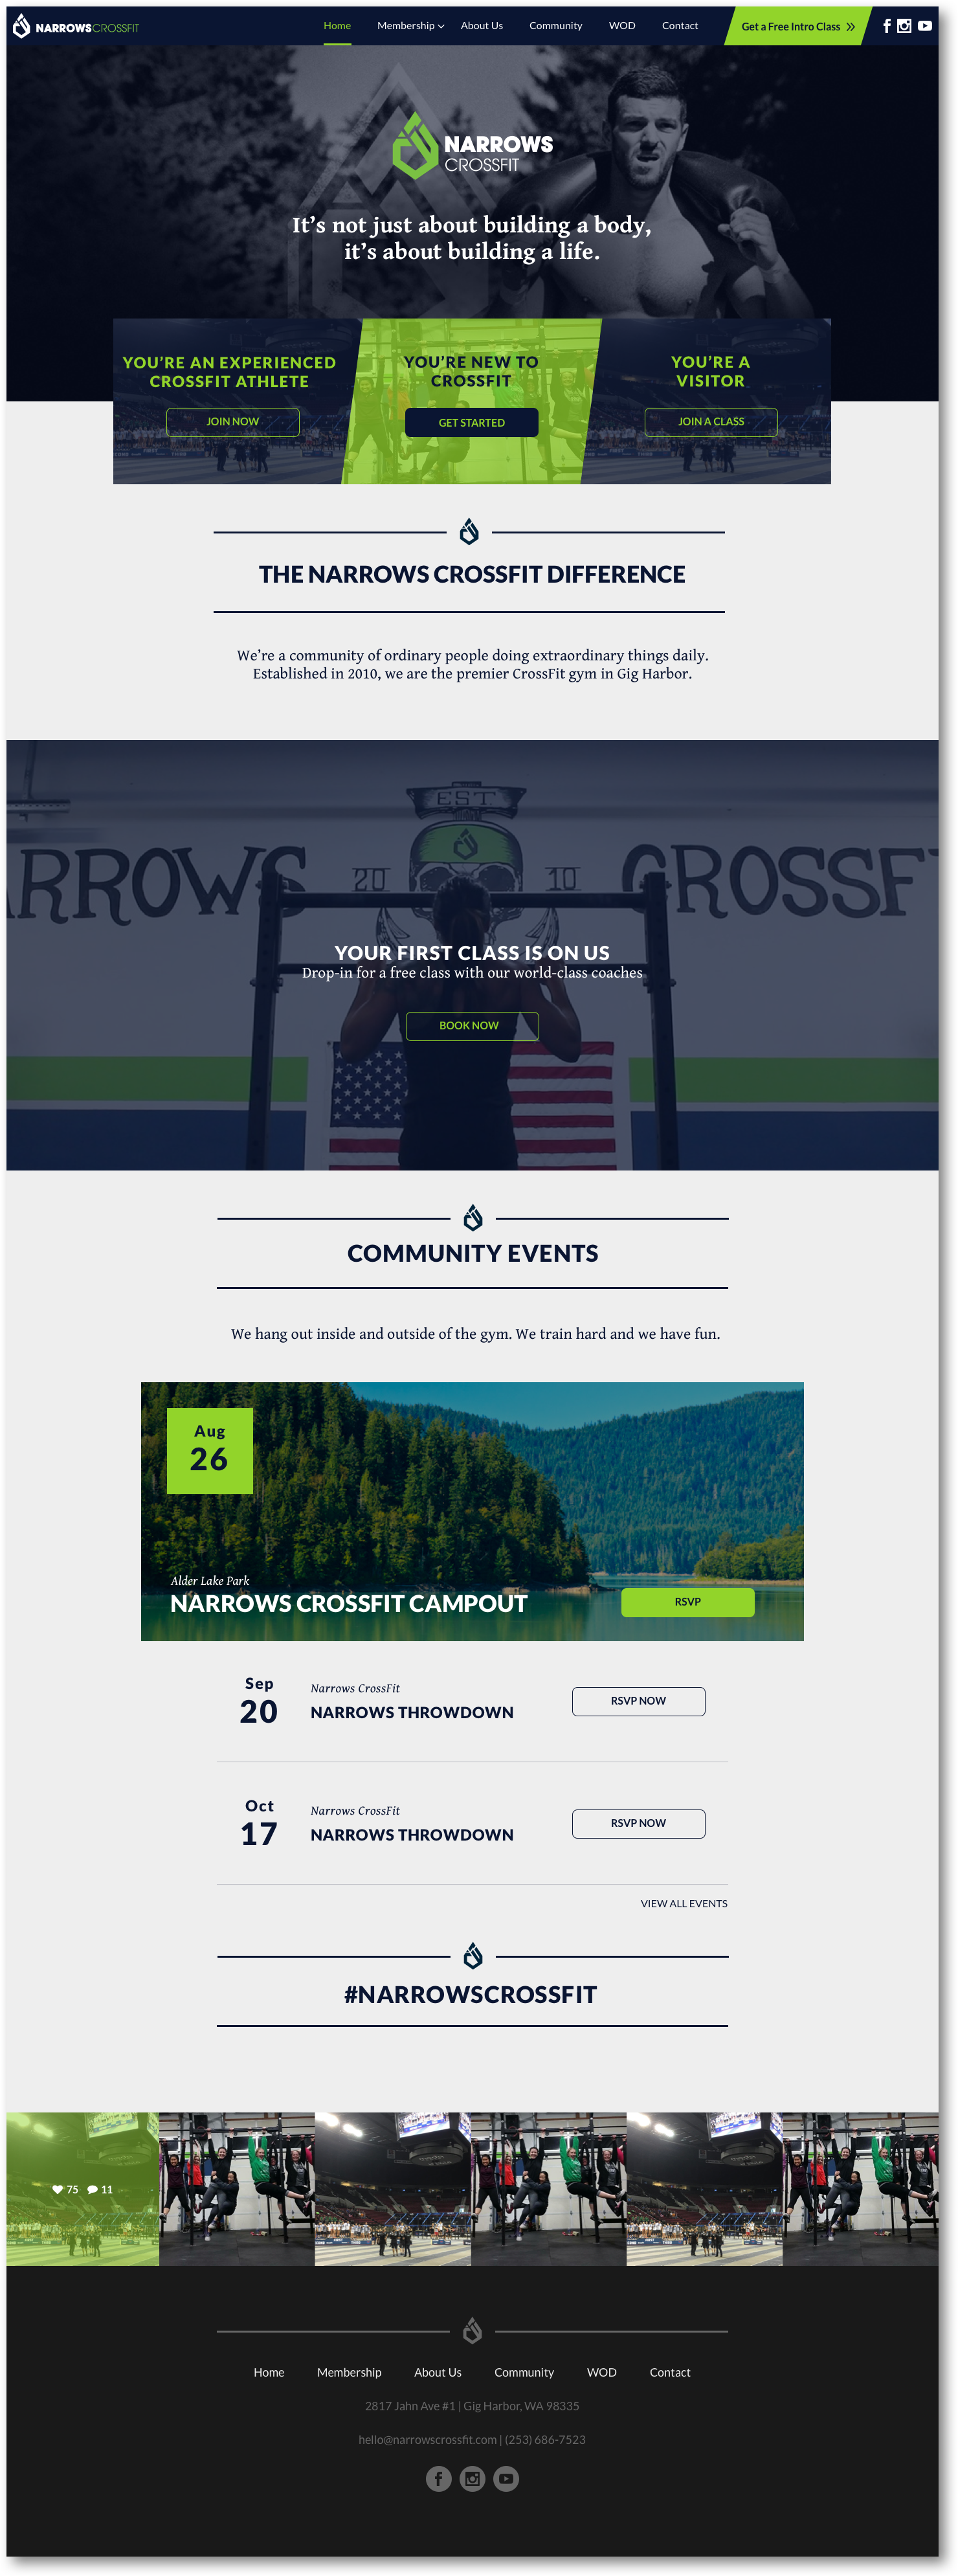 NARROWSCROSSFIT
Home Membership About Us Community WOD Contact Get a Free Intro Class
NARROWS
CROSSFIT
It’s not just about building a body,
it’s about building a life.
YOU’RE AN EXPERIENCED
CROSSFIT ATHLETE
JOIN NOW
YOU’RE NEW TO
CROSSFIT
GET STARTED
YOU’RE A
VISITOR
JOIN A CLASS
THE NARROWS CROSSFIT DIFFERENCE
We’re a community of ordinary people doing extraordinary things daily.
Established in 2010, we are the premier CrossFit gym in Gig Harbor.
EST
ARROWS 20 10 CROSSF
YOUR FIRST CLASS IS ON US
Drop-in for a free class with our world-class coaches
BOOK NOW
COMMUNITY EVENTS
We hang out inside and outside of the gym. We train hard and we have fun.
Aug
26
Alder Lake Park
NARROWS CROSSFIT CAMPOUT
RSVP
Sep
20
Narrows CrossFit
NARROWS THROWDOWN
RSVP NOW
Oct
17
Narrows CrossFit
NARROWS THROWDOWN
RSVP NOW
VIEW ALL EVENTS
#NARROWSCROSSFIT
75 11
Home Membership About Us Community WOD Contact
2817 Jahn Ave #1 | Gig Harbor, WA 98335
hello@narrowscrossfit.com | (253) 686-7523